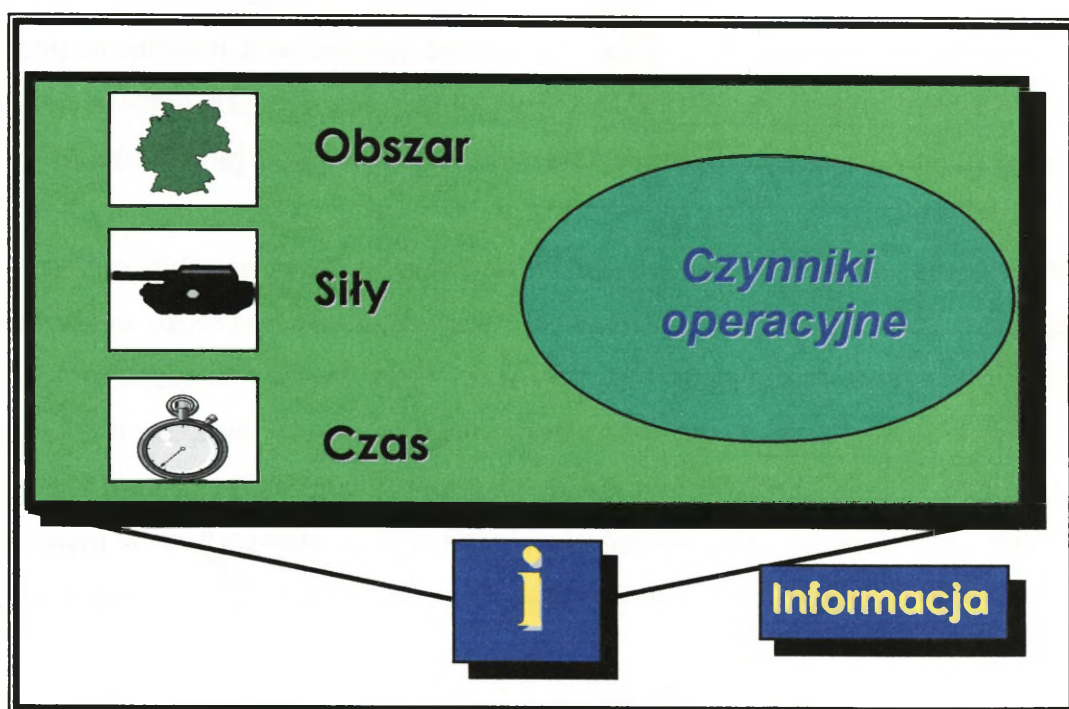 Obszar
Siły
Czas
Czynniki
operacyjne
i
Informacja